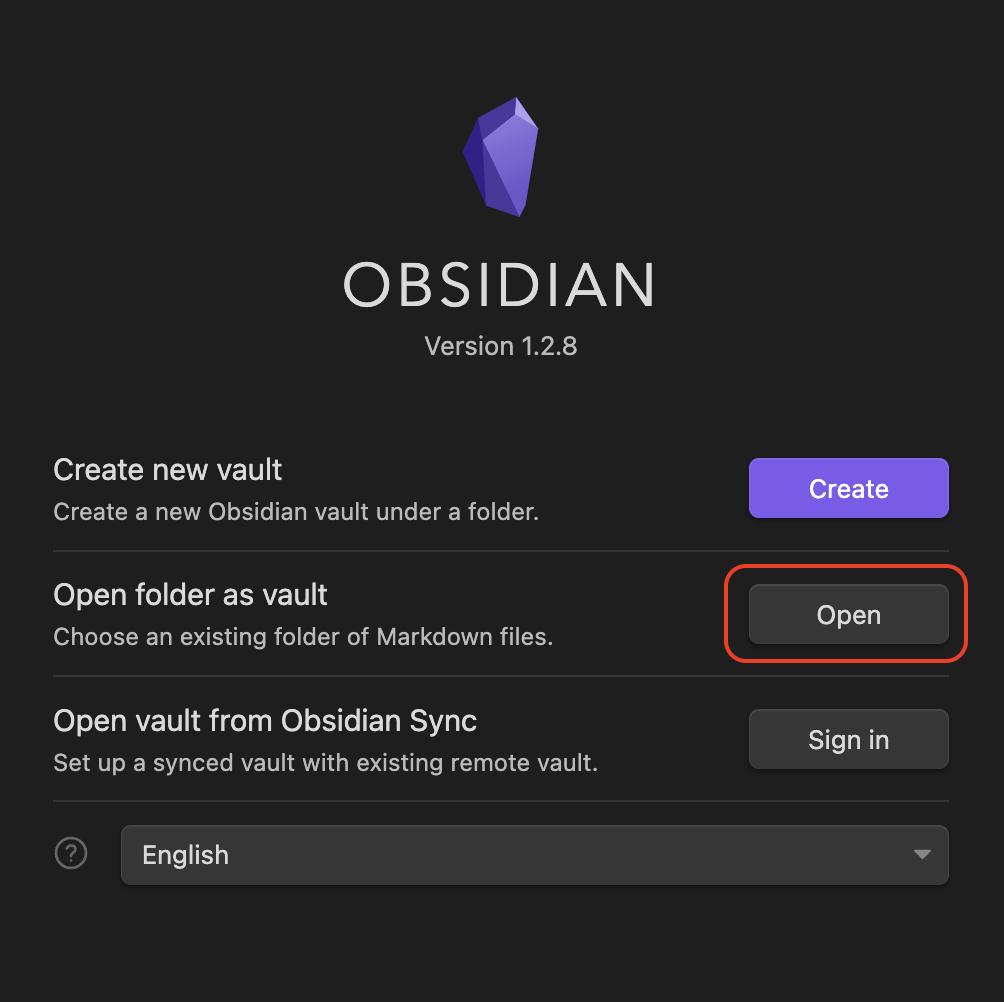 OBSIDIAN
Version 1.2.8
Create new vault
Create a new Obsidian vault under a folder.
Create
Open folder as vault
Choose an existing folder of Markdown files.
Open
Open vault from Obsidian Sync
Set up a synced vault with existing remote vault.
Sign in
?
English